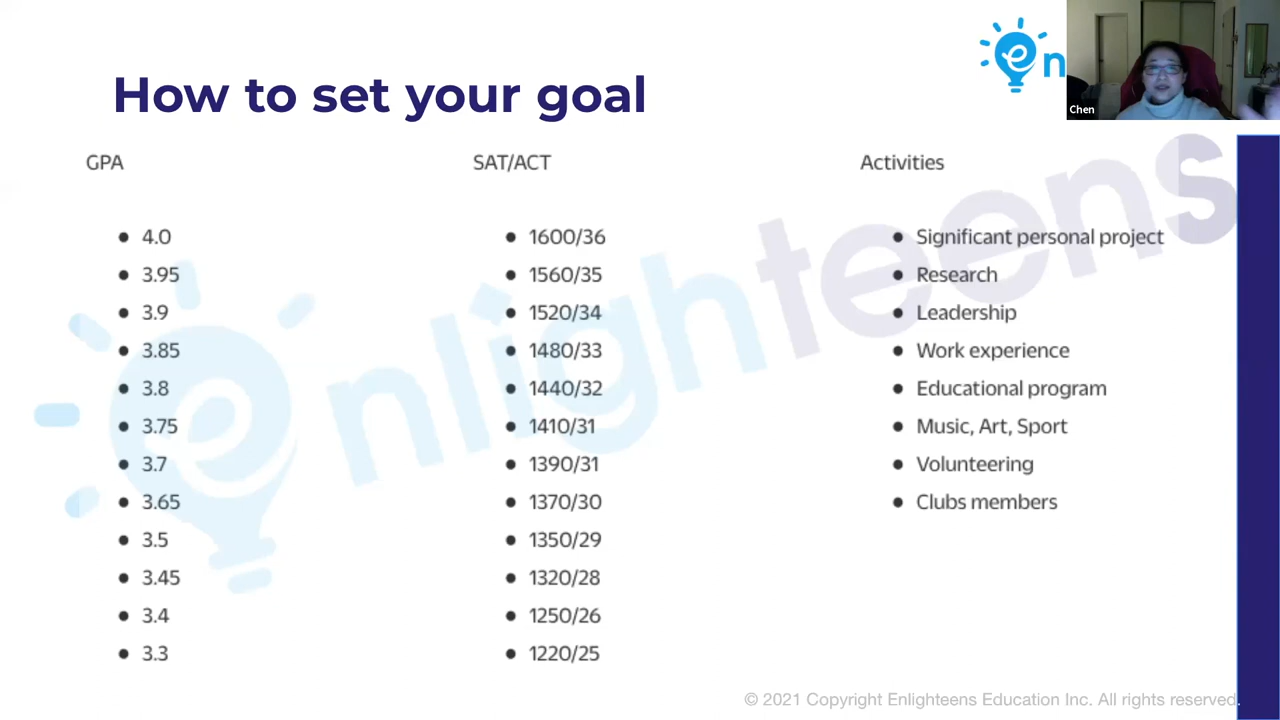 How to set your goal
en
Chen
GPA
4.0
3.95
3.9
3.85
3.8
3.75
3.7
3.65
3.5
3.45
3.4
3.3
SAT/ACT
1600/36
1560/35
1520/34
1480/33
1440/32
1410/31
1390/31
1370/30
1350/29
1320/28
1250/26
1220/25
Activities
Significant personal project
Research
Leadership
Work experience
Educational program
Music, Art, Sport
Volunteering
Clubs members
enlighteens
© 2021 Copyright Enlighteens Education Inc. All rights reserved.